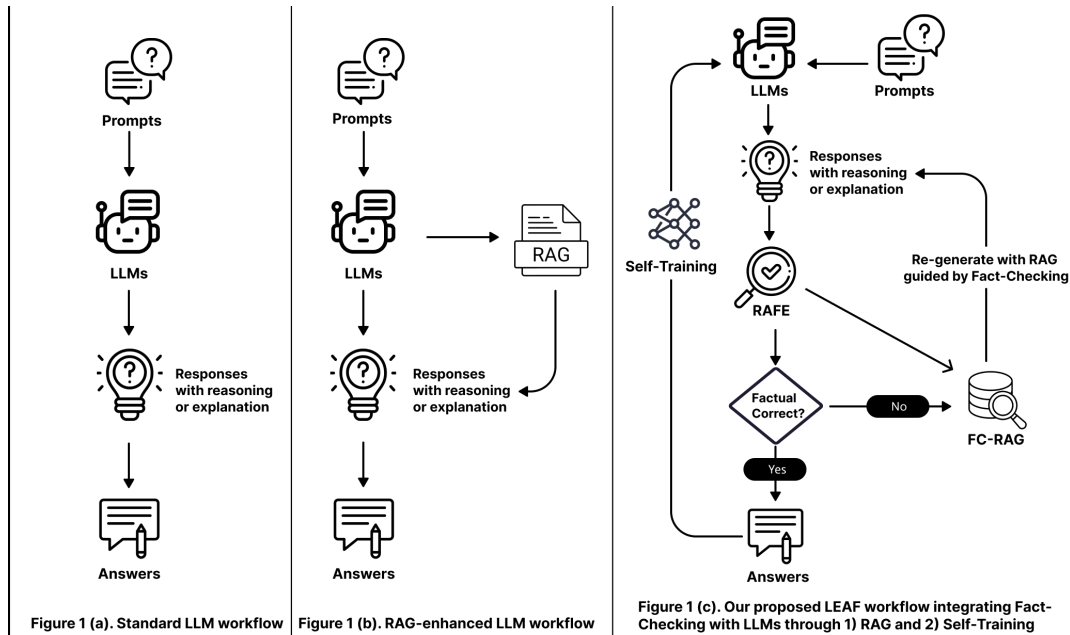 ?
Prompts
LLMs
?
Responses
with reasoning
or explanation
Answers
Figure 1 (a). Standard LLM workflow
?
Prompts
LLMs
RAG
?
Responses
with reasoning
or explanation
Answers
Figure 1 (b). RAG-enhanced LLM workflow
LLMs
?
Prompts
?
Responses
with reasoning
or explanation
Self-Training
RAFE
Re-generate with RAG
guided by Fact-Checking
Factual
Correct?
No
FC-RAG
Yes
Answers
Figure 1 (c). Our proposed LEAF workflow integrating Fact-
Checking with LLMs through 1) RAG and 2) Self-Training